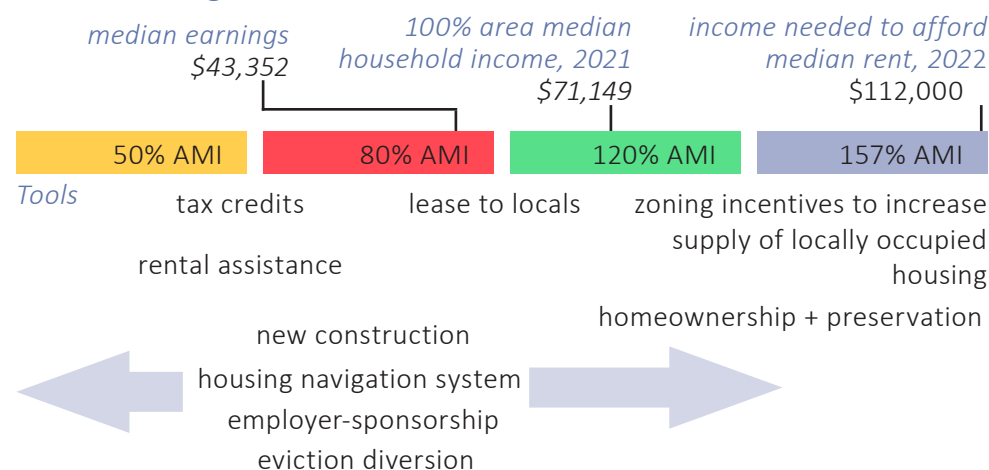 median earnings
$43,352
100% area median
household income, 2021
$71,149
income needed to afford
median rent, 2022
$112,000
50% AMI
80% AMI
120% AMI
157% AMI
Tools
tax credits
lease to locals
zoning incentives to increase
supply of locally occupied
housing
rental assistance
homeownership + preservation
new construction
housing navigation system
employer-sponsorship
eviction diversion